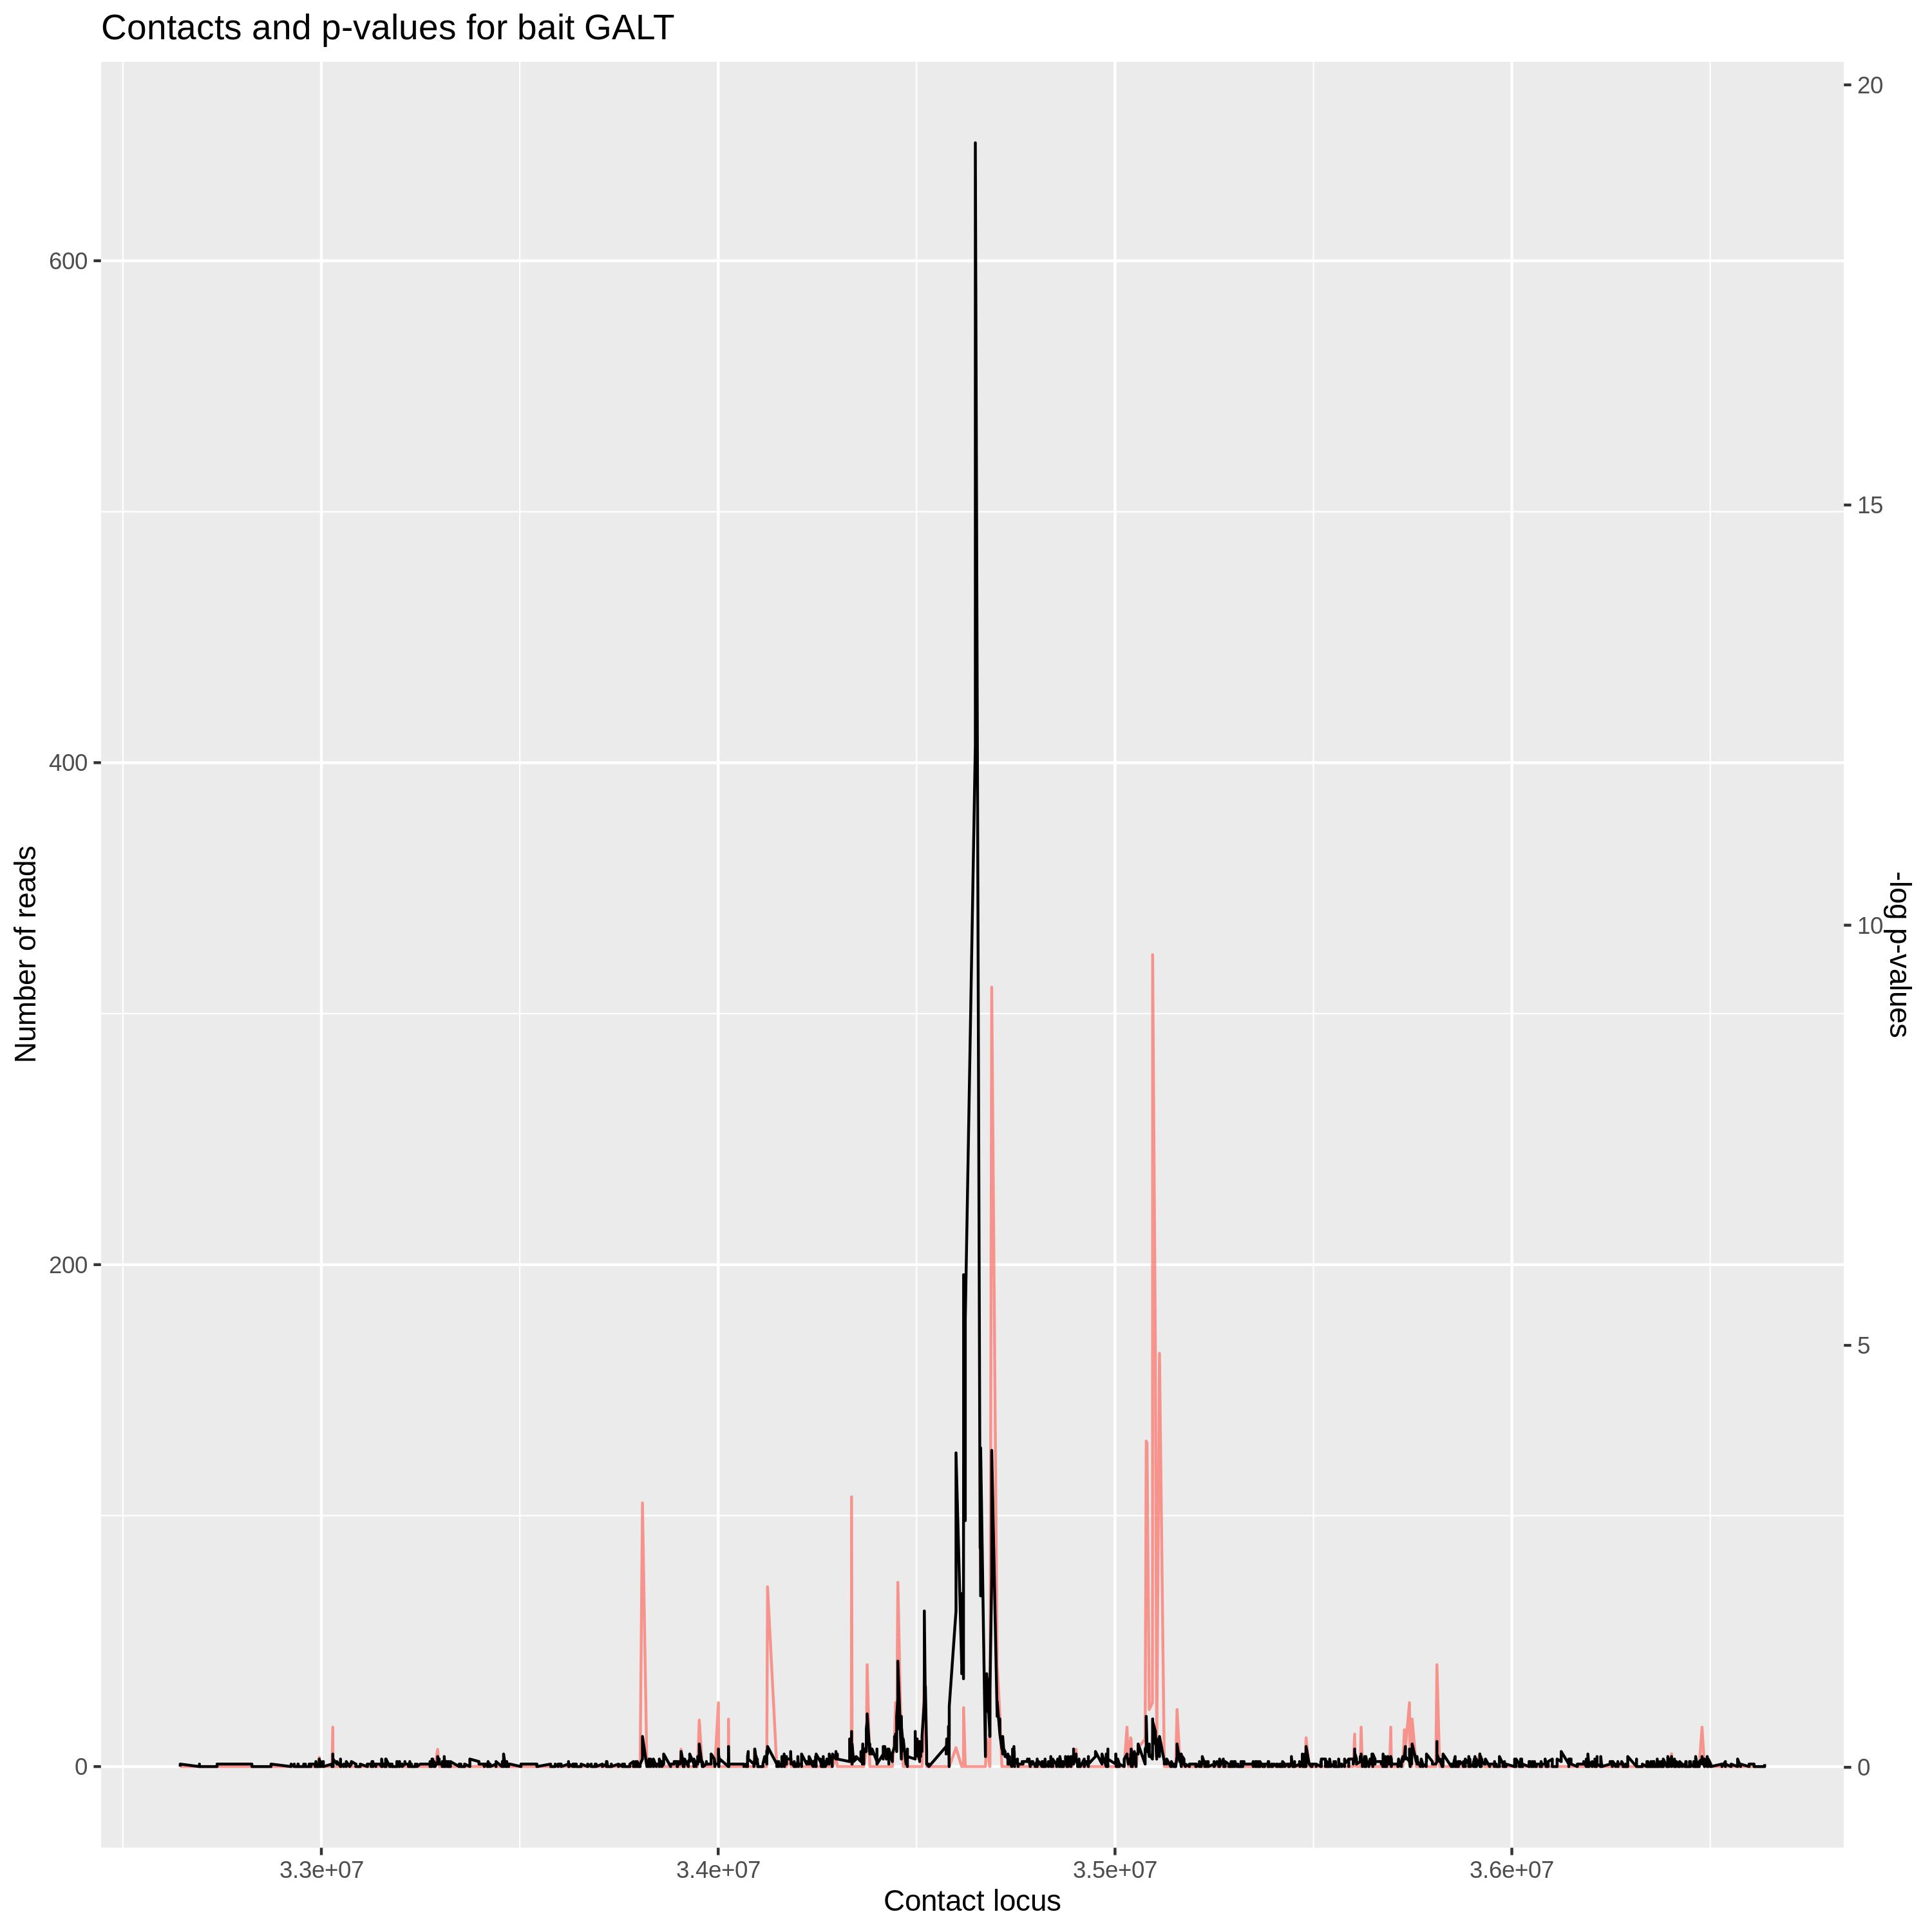 Contacts and p-values for bait GALT
Number of reads
600
400
200
0
20
15
10
5
0
-log p-values
3.3e+07
3.4e+07
3.5e+07
3.6e+07
Contact locus